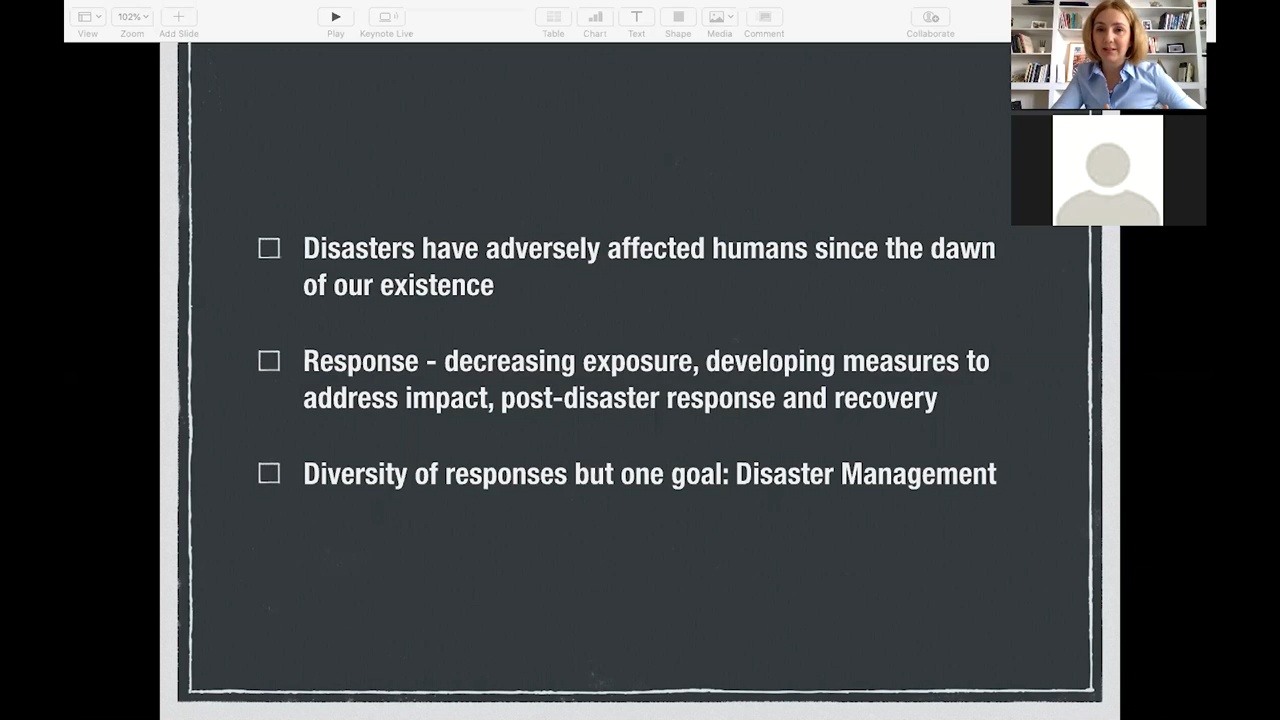 View
102%
Zoom
Add Slide
Play
Keynote Live
Table
Chart
Text
Shape
Media
Comment
Collaborate
Disasters have adversely affected humans since the dawn
of our existence
Response - decreasing exposure, developing measures to
address impact, post-disaster response and recovery
Diversity of responses but one goal: Disaster Management